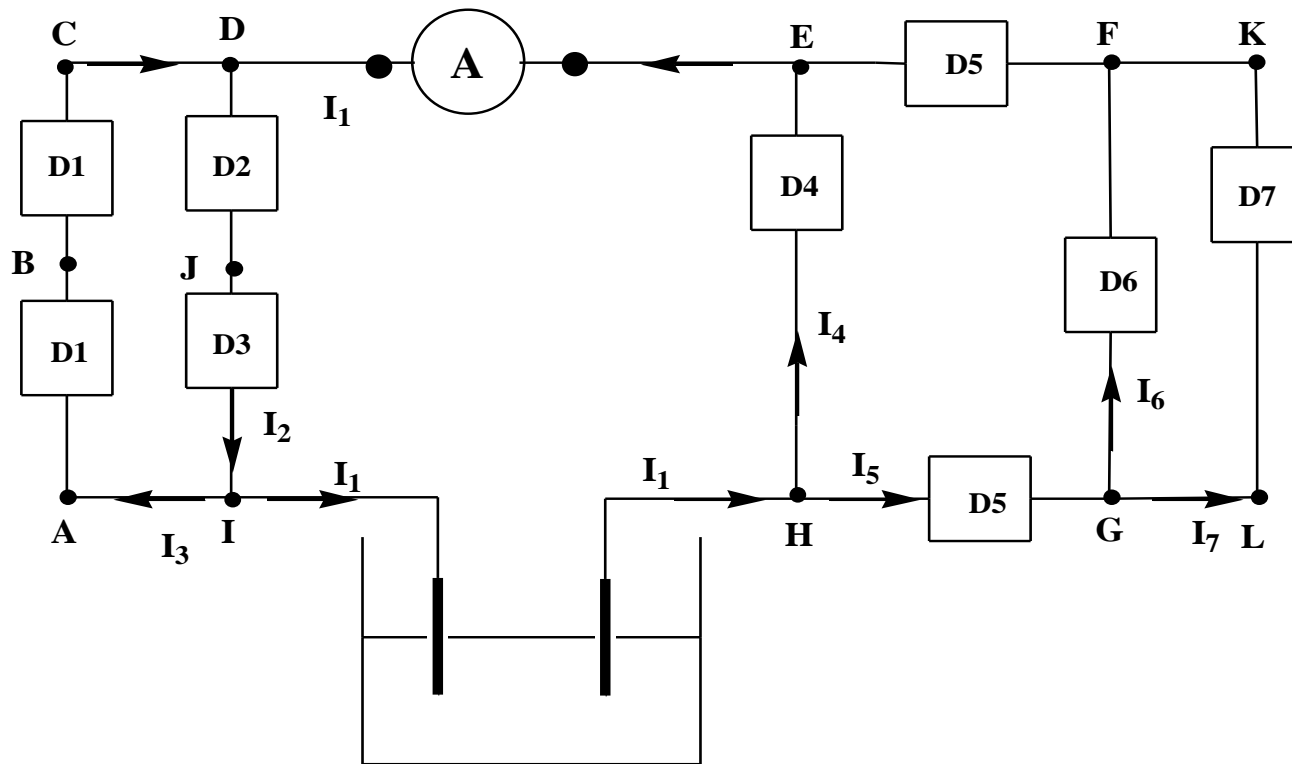 C D E F K
A
D5
I1
D1 D2 D4 D7
B J
D6
D1 D3
I4
I6
I2
I1 I1 I5
D5
A I H G L
I3 I7